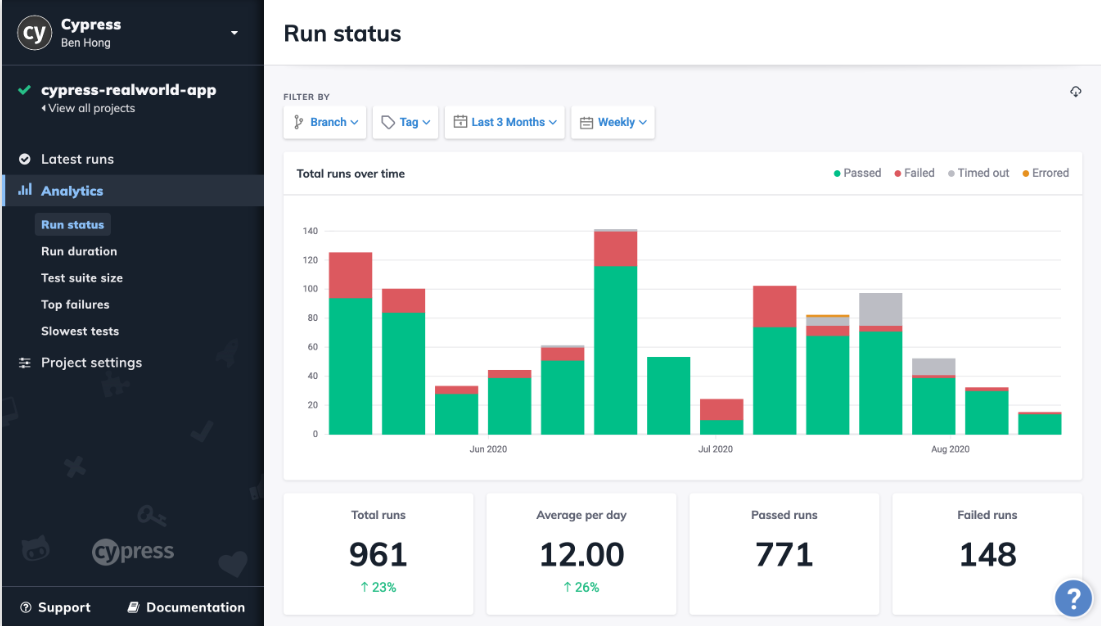 cy Cypress
Ben Hong
cypress-realworld-app
View all projects
Latest runs
Analytics
Run status
Run duration
Test suite size
Top failures
Slowest tests
Project settings
cypress
Support Documentation
Run status
FILTER BY
Branch Tag Last 3 Months Weekly
Total runs over time Passed Failed Timed out Errored
140
120
100
80
60
40
20
0
Jun 2020 Jul 2020 Aug 2020
Total runs
961
↑ 23%
Average per day
12.00
↑ 26%
Passed runs
771
Failed runs
148
?